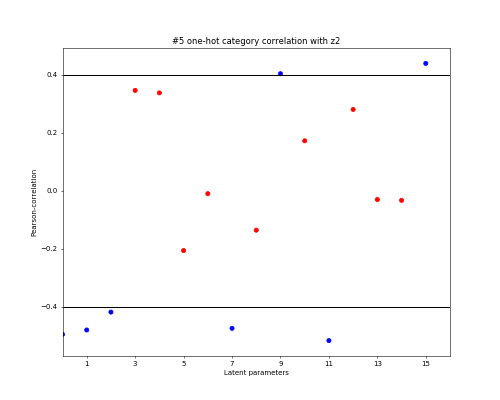 #5 one-hot category correlation with z2
0.4
0.2
0.0
−0.2
−0.4
Pearson-correlation
1 3 5 7 9 11 13 15
Latent parameters